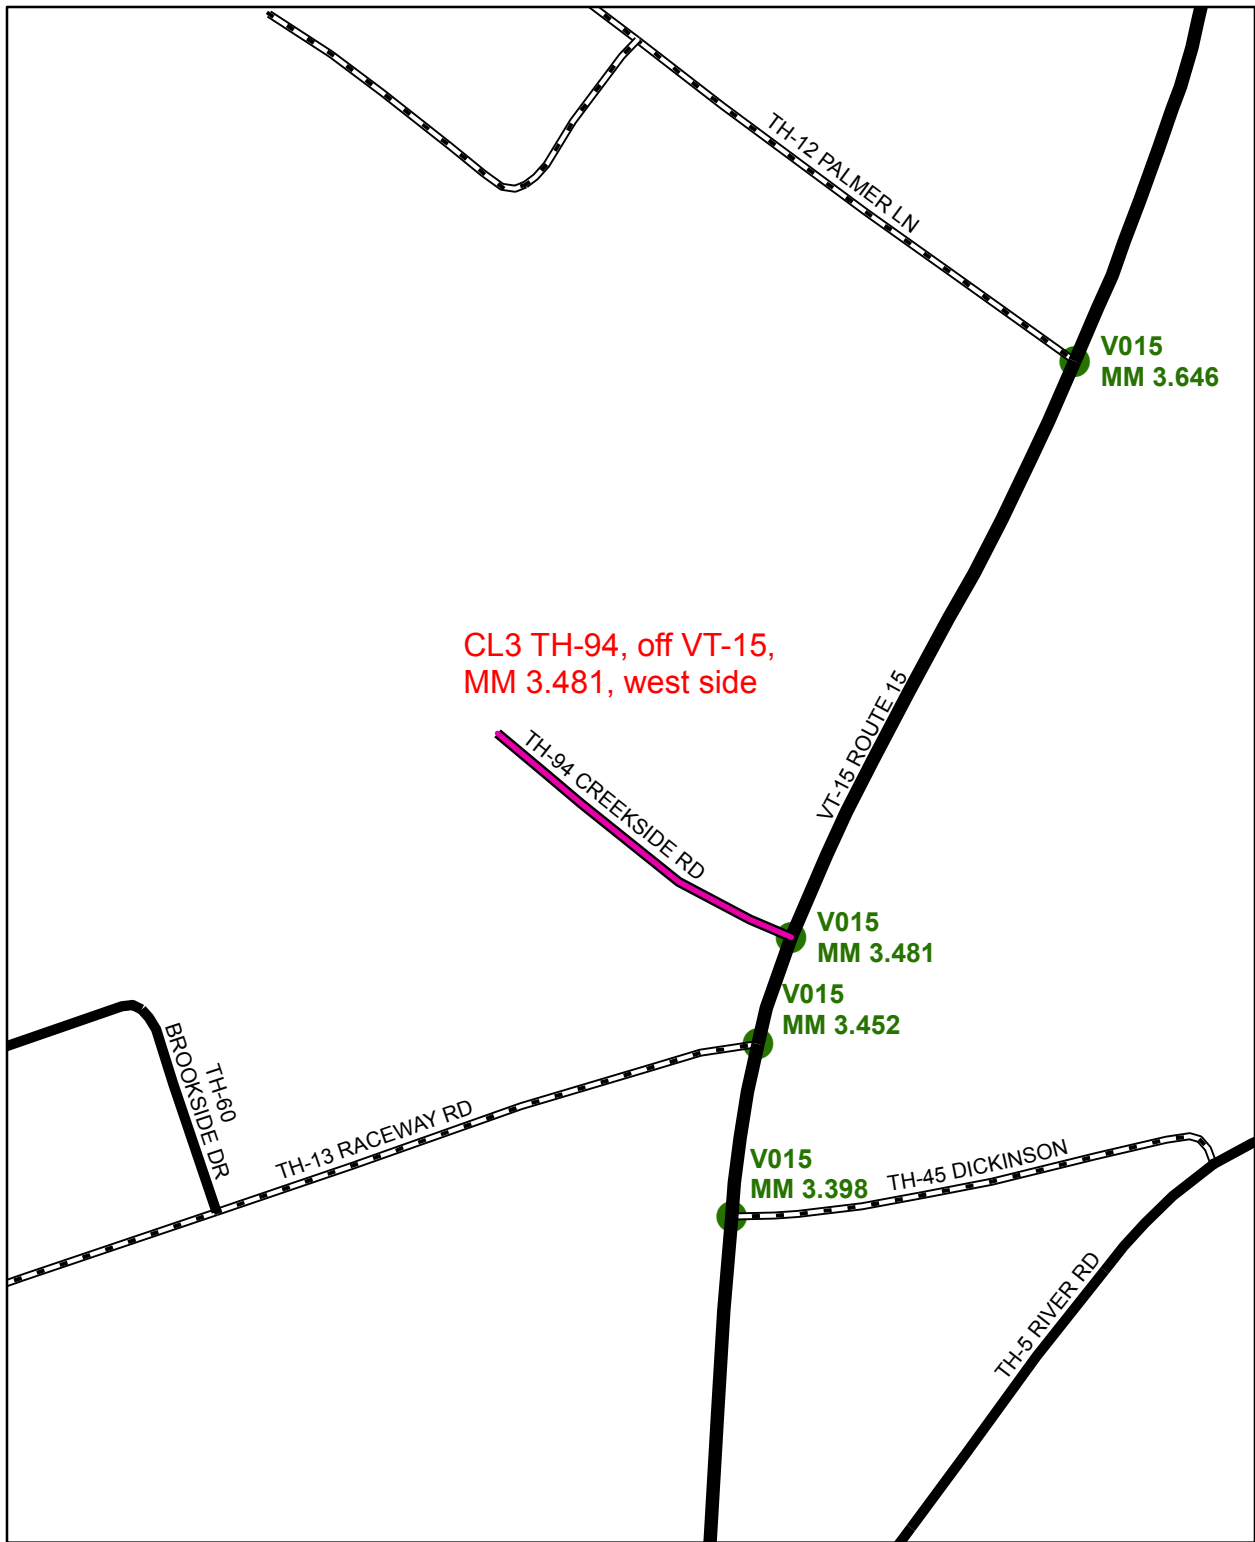 TH-12 PALMER LN
V015
MM 3.646
CL3 TH-94, off VT-15,
MM 3.481, west side
VT-15 ROUTE 15
TH-94 CREEKSIDE RD
V015
MM 3.481
V015
MM 3.452
TH-60
BROOKSIDE DR
TH-13 RACEWAY RD
V015
MM 3.398
TH-45 DICKINSON
TH-5 RIVER RD